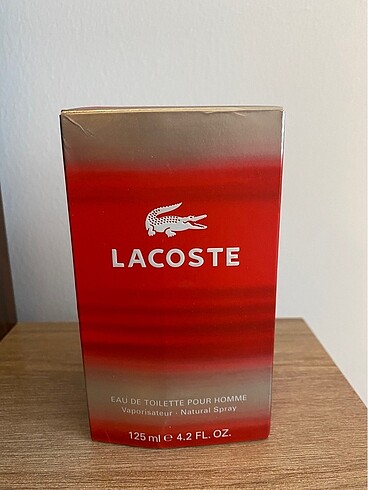 LACOSTE
EAU DE TOILETTE POUR HOMME
Vaporisateur · Natural Spray
125 ml ℮ 4.2 FL. OZ.